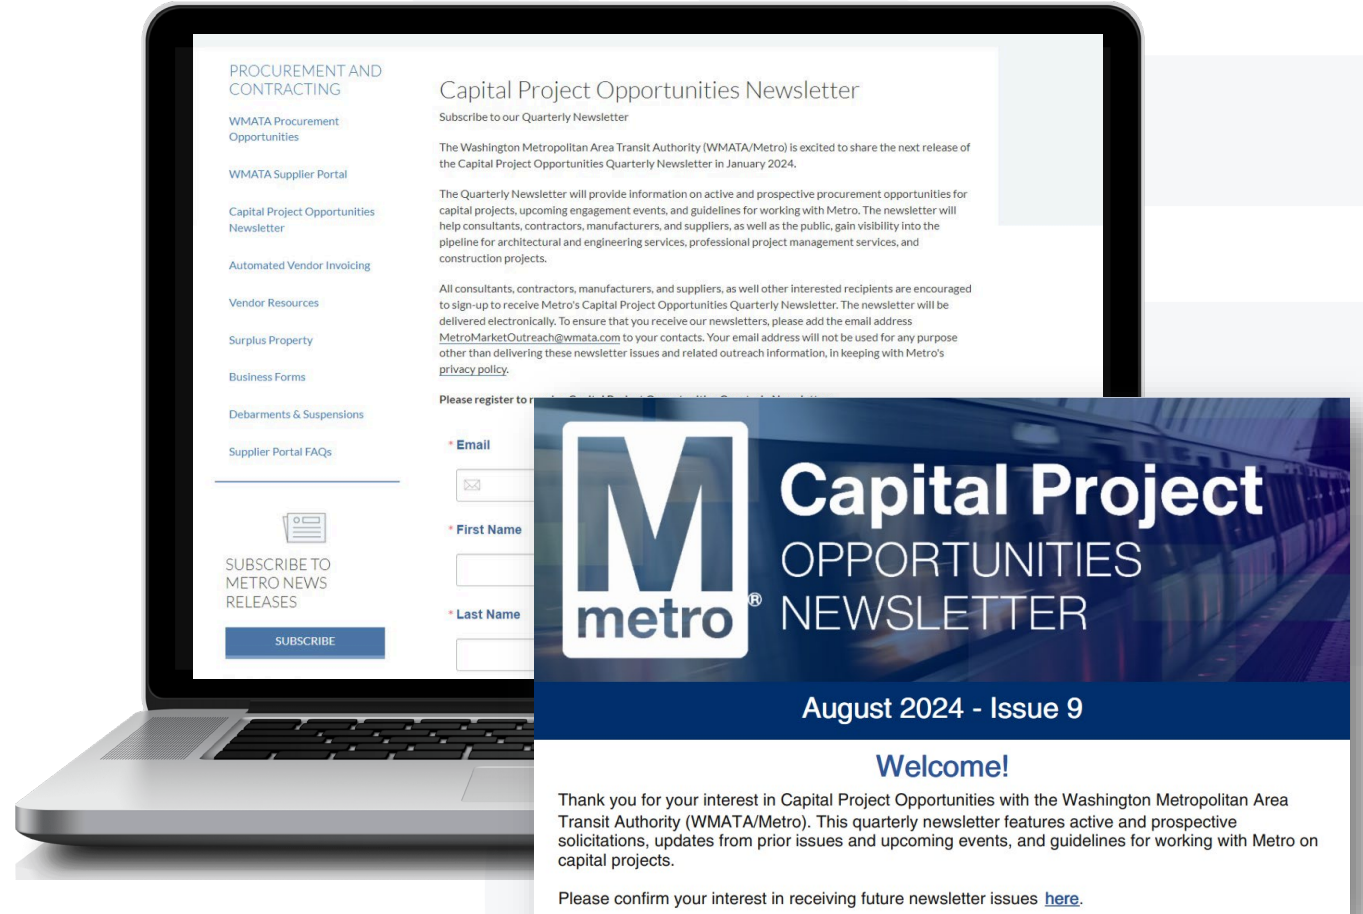 PROCUREMENT AND
CONTRACTING
WMATA Procurement
Opportunities
WMATA Supplier Portal
Capital Project Opportunities
Newsletter
Automated Vendor Invoicing
Vendor Resources
Surplus Property
Business Forms
Debarments & Suspensions
Supplier Portal FAQs
SUBSCRIBE TO
METRO NEWS
RELEASES
SUBSCRIBE
Capital Project Opportunities Newsletter
Subscribe to our Quarterly Newsletter
The Washington Metropolitan Area Transit Authority (WMATA/Metro) is excited to share the next release of
the Capital Project Opportunities Quarterly Newsletter in January 2024.
The Quarterly Newsletter will provide information on active and prospective procurement opportunities for
capital projects, upcoming engagement events, and guidelines for working with Metro. The newsletter will
help consultants, contractors, manufacturers, and suppliers, as well as the public, gain visibility into the
pipeline for architectural and engineering services, professional project management services, and
construction projects.
All consultants, contractors, manufacturers, and suppliers, as well other interested recipients are encouraged
to sign-up to receive Metro's Capital Project Opportunities Quarterly Newsletter. The newsletter will be
delivered electronically. To ensure that you receive our newsletters, please add the email address
MetroMarketOutreach@wmata.com to your contacts. Your email address will not be used for any purpose
other than delivering these newsletter issues and related outreach information, in keeping with Metro's
privacy policy.
Please register to
* Email
* First Name
* Last Name
M
metro®
Capital Project
OPPORTUNITIES
NEWSLETTER
August 2024 - Issue 9
Welcome!
Thank you for your interest in Capital Project Opportunities with the Washington Metropolitan Area
Transit Authority (WMATA/Metro). This quarterly newsletter features active and prospective
solicitations, updates from prior issues and upcoming events, and guidelines for working with Metro on
capital projects.
Please confirm your interest in receiving future newsletter issues here.